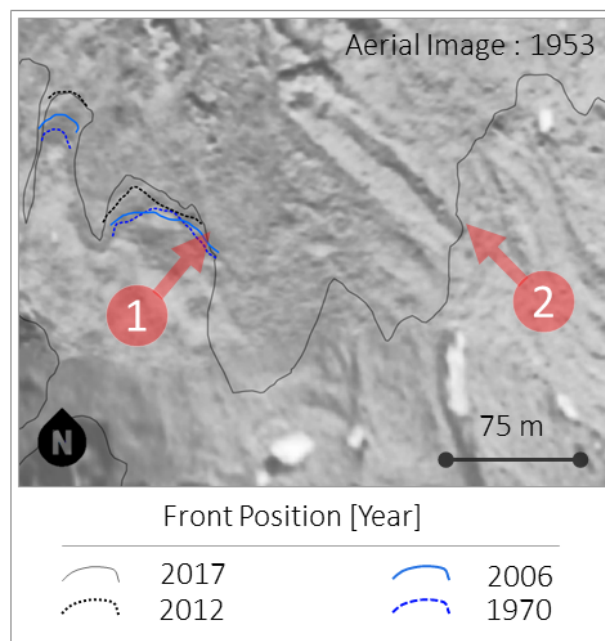 Aerial Image : 1953
1
2
N
75 m
Front Position [Year]
2017
2006
2012
1970